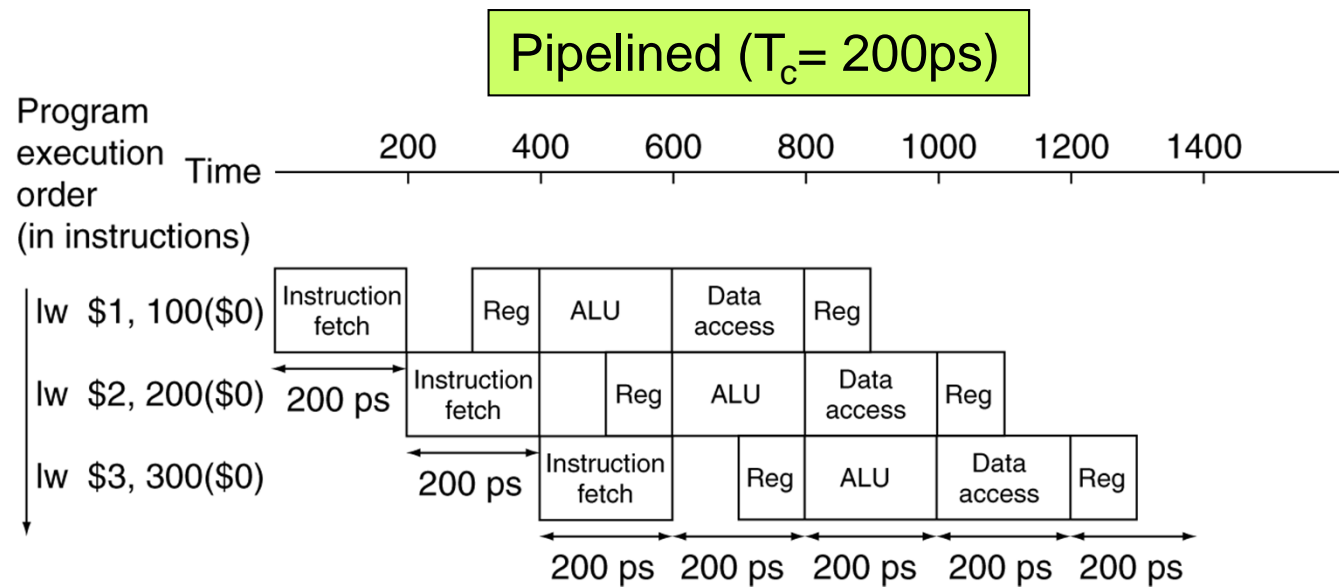 Pipelined (Tc= 200ps)
Program
execution
order
(in instructions)
Time
200 400 600 800 1000 1200 1400
lw $1, 100($0)
Instruction
fetch
Reg
ALU
Data
access
Reg
200 ps
lw $2, 200($0)
Instruction
fetch
Reg
ALU
Data
access
Reg
200 ps
lw $3, 300($0)
Instruction
fetch
Reg
ALU
Data
access
Reg
200 ps 200 ps 200 ps 200 ps 200 ps